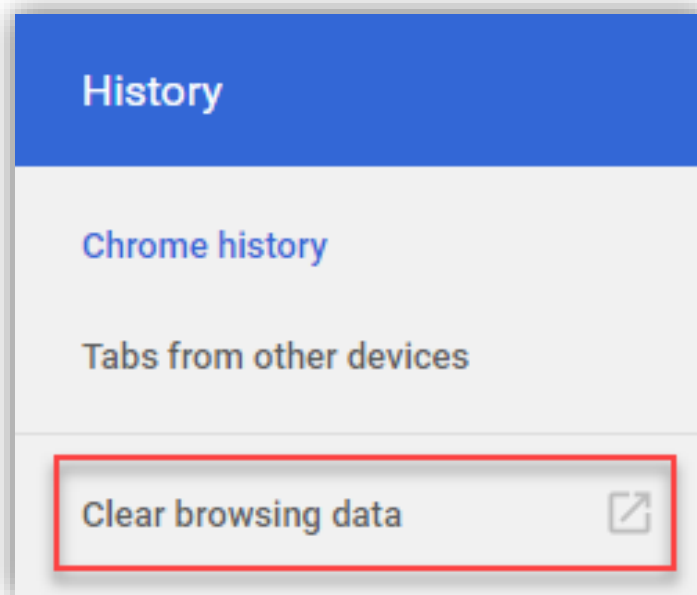 History
Chrome history
Tabs from other devices
Clear browsing data